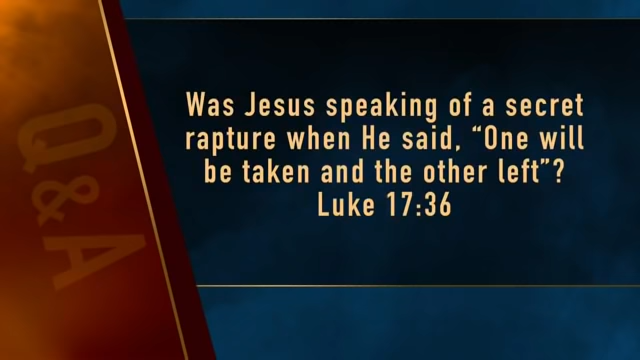 Q&A
Was Jesus speaking of a secret
rapture when He said, “One will
be taken and the other left”?
Luke 17:36